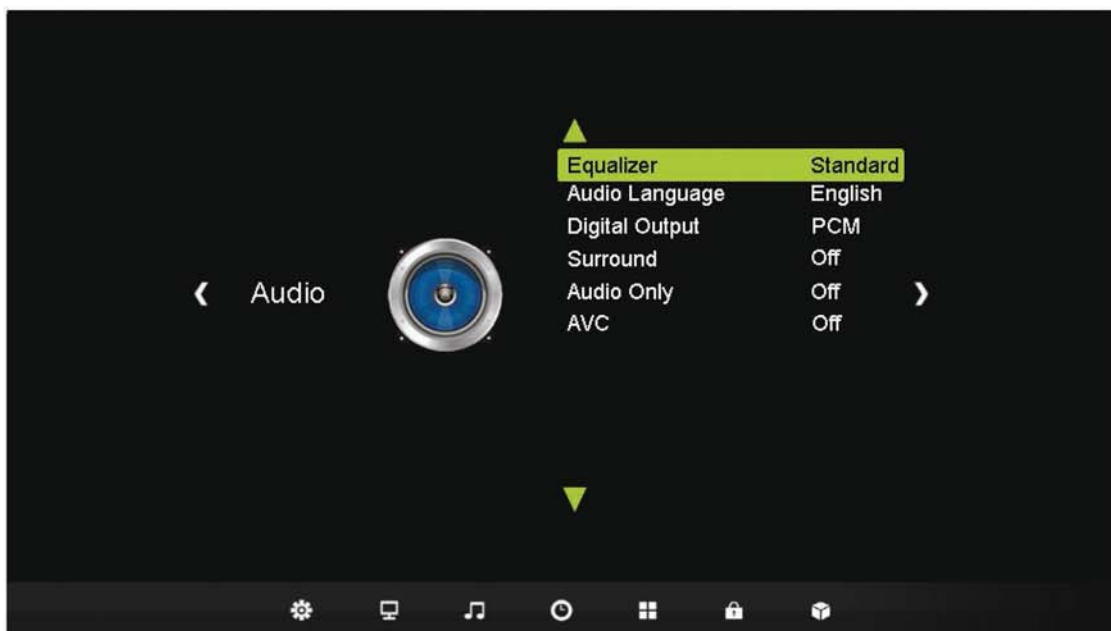 Equalizer Standard
Audio Language English
Digital Output PCM
Surround Off
Audio Audio Only Off
AVC Off